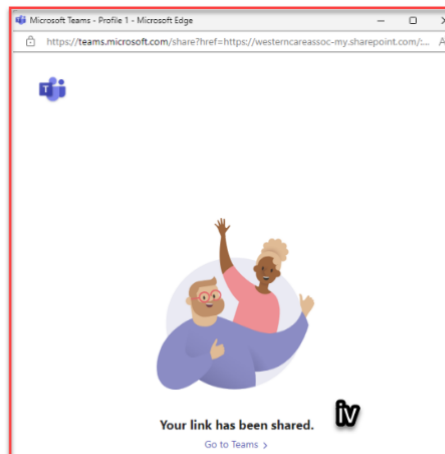 Microsoft Teams - Profile 1 - Microsoft Edge
https://teams.microsoft.com/share?href=https://westerncareassoc-my.sharepoint.com/:... A
T
Your link has been shared.
iv
Go to Teams >